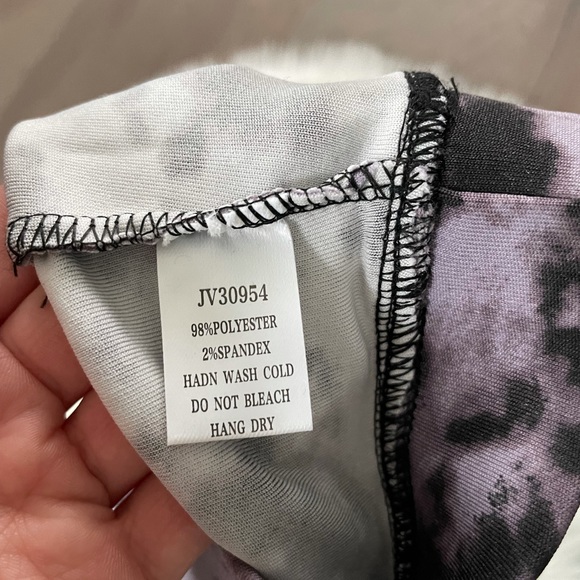 JV30954
98%POLYESTER
2%SPANDEX
HADN WASH COLD
DO NOT BLEACH
HANG DRY